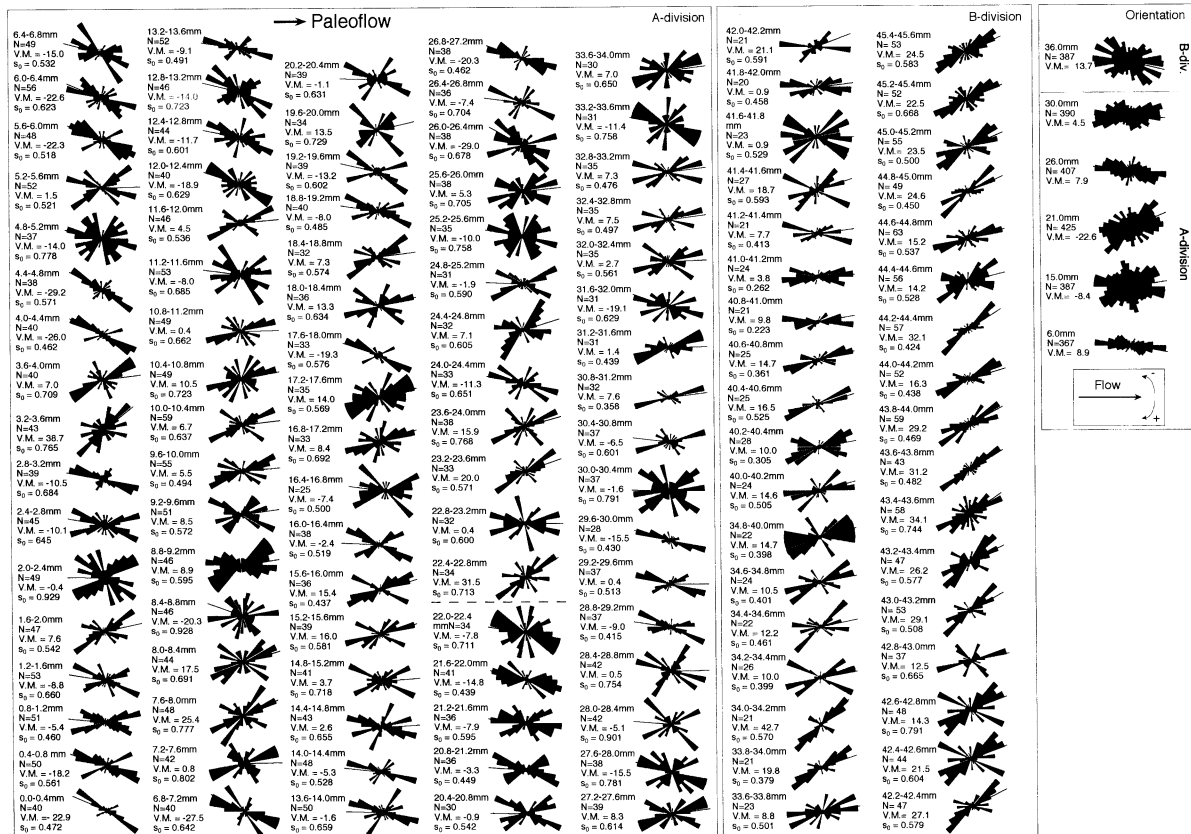 Paleoflow
A-division
6.4-6.8mm
N=49
V.M. = -15.0
s₀ = 0.532
6.0-6.4mm
N=56
V.M. = -22.6
s₀ = 0.623
5.6-6.0mm
N=48
V.M. = -22.3
s₀ = 0.518
5.2-5.6mm
N=52
V.M. = 1.5
s₀ = 0.521
4.8-5.2mm
N=37
V.M. = -14.0
s₀ = 0.778
4.4-4.8mm
N=38
V.M. = -29.2
s₀ = 0.571
4.0-4.4mm
N=40
V.M. = -26.0
s₀ = 0.462
3.6-4.0mm
N=40
V.M. = 7.0
s₀ = 0.709
3.2-3.6mm
N=43
V.M. = 38.7
s₀ = 0.765
2.8-3.2mm
N=39
V.M. = -10.5
s₀ = 0.684
2.4-2.8mm
N=45
V.M. = -10.1
s₀ = 645
2.0-2.4mm
N=49
V.M. = -0.4
s₀ = 0.929
1.6-2.0mm
N=47
V.M. = 7.6
s₀ = 0.542
1.2-1.6mm
N=53
V.M. = -8.8
s₀ = 0.660
0.8-1.2mm
N=51
V.M. = -5.4
s₀ = 0.460
0.4-0.8 mm
N=50
V.M. = -18.2
s₀ = 0.561
0.0-0.4mm
N=40
V.M. = -22.9
s₀ = 0.472
13.2-13.6mm
N=52
V.M. = -9.1
s₀ = 0.491
12.8-13.2mm
N=46
V.M. = -14.0
s₀ = 0.723
12.4-12.8mm
N=44
V.M. = -11.7
s₀ = 0.601
12.0-12.4mm
N=40
V.M. = -18.9
s₀ = 0.629
11.6-12.0mm
N=46
V.M. = 4.5
s₀ = 0.536
11.2-11.6mm
N=53
V.M. = -8.0
s₀ = 0.685
10.8-11.2mm
N=49
V.M. = 0.4
s₀ = 0.662
10.4-10.8mm
N=49
V.M. = 10.5
s₀ = 0.723
10.0-10.4mm
N=59
V.M. = 6.7
s₀ = 0.637
9.6-10.0mm
N=55
V.M. = 5.5
s₀ = 0.494
9.2-9.6mm
N=51
V.M. = 8.5
s₀ = 0.572
8.8-9.2mm
N=46
V.M. = 8.9
s₀ = 0.595
8.4-8.8mm
N=46
V.M. = -20.3
s₀ = 0.928
8.0-8.4mm
N=44
V.M. = 17.5
s₀ = 0.691
7.6-8.0mm
N=48
V.M. = 25.4
s₀ = 0.777
7.2-7.6mm
N=42
V.M. = 0.8
s₀ = 0.802
6.8-7.2mm
N=40
V.M. = -27.5
s₀ = 0.642
20.2-20.4mm
N=39
V.M. = -1.1
s₀ = 0.631
19.6-20.0mm
N=34
V.M. = 13.5
s₀ = 0.729
19.2-19.6mm
N=39
V.M. = -13.2
s₀ = 0.602
18.8-19.2mm
N=40
V.M. = -8.0
s₀ = 0.485
18.4-18.8mm
N=32
V.M. = 7.3
s₀ = 0.574
18.0-18.4mm
N=36
V.M. = 13.3
s₀ = 0.634
17.6-18.0mm
N=33
V.M. = -19.3
s₀ = 0.576
17.2-17.6mm
N=35
V.M. = 14.0
s₀ = 0.569
16.8-17.2mm
N=33
V.M. = 8.4
s₀ = 0.692
16.4-16.8mm
N=25
V.M. = -7.4
s₀ = 0.500
16.0-16.4mm
N=38
V.M. = -2.4
s₀ = 0.519
15.6-16.0mm
N=36
V.M. = 15.4
s₀ = 0.437
15.2-15.6mm
N=39
V.M. = 16.0
s₀ = 0.581
14.8-15.2mm
N=41
V.M. = 3.7
s₀ = 0.718
14.4-14.8mm
N=43
V.M. = 2.6
s₀ = 0.655
14.0-14.4mm
N=48
V.M. = -5.3
s₀ = 0.528
13.6-14.0mm
N=50
V.M. = -1.6
s₀ = 0.659
26.8-27.2mm
N=38
V.M. = -20.3
s₀ = 0.462
26.4-26.8mm
N=36
V.M. = -7.4
s₀ = 0.704
26.0-26.4mm
N=38
V.M. = -29.0
s₀ = 0.678
25.6-26.0mm
N=38
V.M. = 5.3
s₀ = 0.705
25.2-25.6mm
N=35
V.M. = -10.0
s₀ = 0.758
24.8-25.2mm
N=31
V.M. = -1.9
s₀ = 0.590
24.4-24.8mm
N=32
V.M. = 7.1
s₀ = 0.605
24.0-24.4mm
N=33
V.M. = -11.3
s₀ = 0.651
23.6-24.0mm
N=38
V.M. = 15.9
s₀ = 0.768
23.2-23.6mm
N=33
V.M. = 20.0
s₀ = 0.571
22.8-23.2mm
N=32
V.M. = 0.4
s₀ = 0.600
22.4-22.8mm
N=34
V.M. = 31.5
s₀ = 0.713
22.0-22.4
mmN=34
V.M. = -7.8
s₀ = 0.711
21.6-22.0mm
N=41
V.M. = -14.8
s₀ = 0.439
21.2-21.6mm
N=36
V.M. = -7.9
s₀ = 0.595
20.8-21.2mm
N=36
V.M. = -3.3
s₀ = 0.449
20.4-20.8mm
N=30
V.M. = -0.9
s₀ = 0.542
33.6-34.0mm
N=30
V.M. = 7.0
s₀ = 0.650
33.2-33.6mm
N=31
V.M. = -11.4
s₀ = 0.758
32.8-33.2mm
N=35
V.M. = 7.3
s₀ = 0.476
32.4-32.8mm
N=35
V.M. = 7.5
s₀ = 0.497
32.0-32.4mm
N=35
V.M. = 2.7
s₀ = 0.561
31.6-32.0mm
N=31
V.M. = -19.1
s₀ = 0.629
31.2-31.6mm
N=31
V.M. = 1.4
s₀ = 0.439
30.8-31.2mm
N=32
V.M. = 7.6
s₀ = 0.358
30.4-30.8mm
N=37
V.M. = -6.5
s₀ = 0.601
30.0-30.4mm
N=37
V.M. = -1.6
s₀ = 0.791
29.6-30.0mm
N=28
V.M. = -15.5
s₀ = 0.430
29.2-29.6mm
N=37
V.M. = 0.4
s₀ = 0.513
28.8-29.2mm
N=37
V.M. = -9.0
s₀ = 0.415
28.4-28.8mm
N=42
V.M. = 0.5
s₀ = 0.754
28.0-28.4mm
N=42
V.M. = -5.1
s₀ = 0.901
27.6-28.0mm
N=38
V.M. = -15.5
s₀ = 0.781
27.2-27.6mm
N=39
V.M. = 8.3
s₀ = 0.614
B-division
42.0-42.2mm
N=21
V.M. = 21.1
s₀ = 0.591
41.8-42.0mm
N=20
V.M. = 0.9
s₀ = 0.458
41.6-41.8
mm
N=23
V.M. = 0.9
s₀ = 0.529
41.4-41.6mm
N=27
V.M. = 18.7
s₀ = 0.593
41.2-41.4mm
N=21
V.M. = 7.7
s₀ = 0.413
41.0-41.2mm
N=24
V.M. = 3.8
s₀ = 0.262
40.8-41.0mm
N=21
V.M. = 9.8
s₀ = 0.223
40.6-40.8mm
N=25
V.M. = 14.7
s₀ = 0.361
40.4-40.6mm
N=25
V.M. = 16.5
s₀ = 0.525
40.2-40.4mm
N=28
V.M. = 10.0
s₀ = 0.305
40.0-40.2mm
N=24
V.M. = 14.6
s₀ = 0.505
34.8-40.0mm
N=22
V.M. = 14.7
s₀ = 0.398
34.6-34.8mm
N=24
V.M. = 10.5
s₀ = 0.401
34.4-34.6mm
N=22
V.M. = 12.2
s₀ = 0.461
34.2-34.4mm
N=26
V.M. = 10.0
s₀ = 0.399
34.0-34.2mm
N=21
V.M. = 42.7
s₀ = 0.570
33.8-34.0mm
N=21
V.M. = 19.8
s₀ = 0.379
33.6-33.8mm
N=23
V.M. = 8.8
s₀ = 0.501
45.4-45.6mm
N= 53
V.M. = 24.5
s₀ = 0.583
45.2-45.4mm
N= 52
V.M. = 22.5
s₀ = 0.668
45.0-45.2mm
N= 55
V.M. = 23.5
s₀ = 0.500
44.8-45.0mm
N= 49
V.M. = 24.6
s₀ = 0.450
44.6-44.8mm
N= 63
V.M. = 15.2
s₀ = 0.537
44.4-44.6mm
N= 56
V.M. = 14.2
s₀ = 0.528
44.2-44.4mm
N= 57
V.M. = 32.1
s₀ = 0.424
44.0-44.2mm
N= 52
V.M. = 16.3
s₀ = 0.438
43.8-44.0mm
N= 59
V.M. = 29.2
s₀ = 0.469
43.6-43.8mm
N= 43
V.M. = 31.2
s₀ = 0.482
43.4-43.6mm
N= 58
V.M. = 34.1
s₀ = 0.744
43.2-43.4mm
N= 47
V.M. = 26.2
s₀ = 0.577
43.0-43.2mm
N= 53
V.M. = 29.1
s₀ = 0.508
42.8-43.0mm
N= 37
V.M. = 12.5
s₀ = 0.665
42.6-42.8mm
N= 48
V.M. = 14.3
s₀ = 0.791
42.4-42.6mm
N= 44
V.M. = 21.5
s₀ = 0.604
42.2-42.4mm
N= 47
V.M. = 27.1
s₀ = 0.579
Orientation
B-div.
36.0mm
N= 387
V.M. = 13.7
A-division
30.0mm
N= 390
V.M. = 4.5
26.0mm
N= 407
V.M. = 7.9
21.0mm
N= 425
V.M. = -22.6
15.0mm
N=387
V.M. = -8.4
6.0mm
N=367
V.M. = 8.9
Flow
-
+